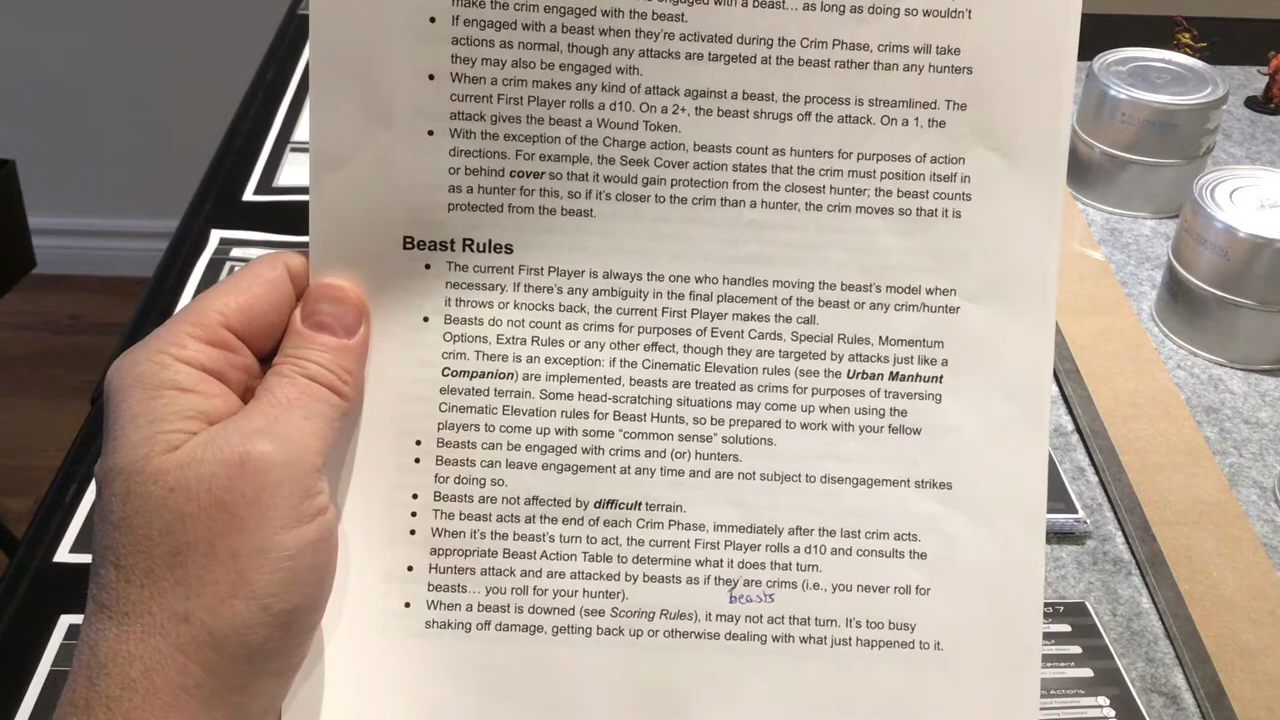 engaged with a beast… as long as doing so wouldn't
make the crim engaged with the beast.
• If engaged with a beast when they're activated during the Crim Phase, crims will take
actions as normal, though any attacks are targeted at the beast rather than any hunters
they may also be engaged with.
• When a crim makes any kind of attack against a beast, the process is streamlined. The
current First Player rolls a d10. On a 2+, the beast shrugs off the attack. On a 1, the
attack gives the beast a Wound Token.
• With the exception of the Charge action, beasts count as hunters for purposes of action
directions. For example, the Seek Cover action states that the crim must position itself in
or behind cover so that it would gain protection from the closest hunter; the beast counts
as a hunter for this, so if it's closer to the crim than a hunter, the crim moves so that it is
protected from the beast.
Beast Rules
• The current First Player is always the one who handles moving the beast's model when
necessary. If there's any ambiguity in the final placement of the beast or any crim/hunter
it throws or knocks back, the current First Player makes the call.
• Beasts do not count as crims for purposes of Event Cards, Special Rules, Momentum
Options, Extra Rules or any other effect, though they are targeted by attacks just like a
crim. There is an exception: if the Cinematic Elevation rules (see the Urban Manhunt
Companion) are implemented, beasts are treated as crims for purposes of traversing
elevated terrain. Some head-scratching situations may come up when using the
Cinematic Elevation rules for Beast Hunts, so be prepared to work with your fellow
players to come up with some “common sense” solutions.
• Beasts can be engaged with crims and (or) hunters.
• Beasts can leave engagement at any time and are not subject to disengagement strikes
for doing so.
• Beasts are not affected by difficult terrain.
• The beast acts at the end of each Crim Phase, immediately after the last crim acts.
• When it's the beast's turn to act, the current First Player rolls a d10 and consults the
appropriate Beast Action Table to determine what it does that turn.
• Hunters attack and are attacked by beasts as if they are crims (i.e., you never roll for
beasts… you roll for your hunter).
beasts
• When a beast is downed (see Scoring Rules), it may not act that turn. It's too busy
shaking off damage, getting back up or otherwise dealing with what just happened to it.